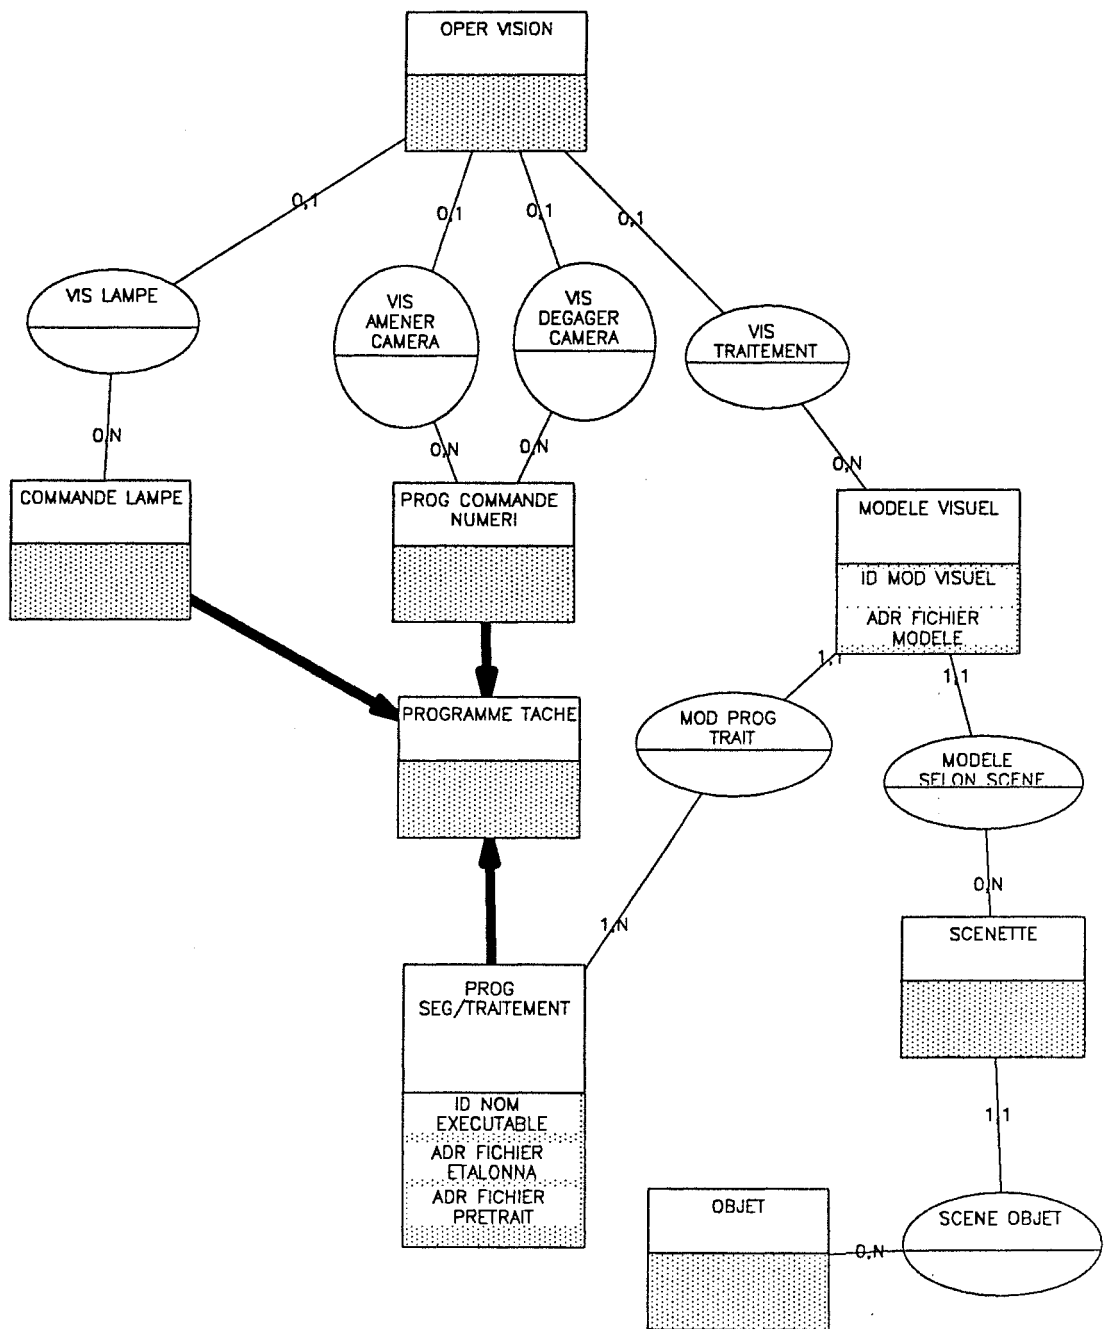 OPER VISION
0,1
0,1
0,1
0,1
VIS LAMPE
VIS
AMENER
CAMERA
VIS
DEGAGER
CAMERA
VIS
TRAITEMENT
0,N
0,N
0,N
0,N
COMMANDE LAMPE
PROG COMMANDE
NUMERI
MODELE VISUEL
ID MOD VISUEL
ADR FICHIER
MODELE
1,1
1,1
PROGRAMME TACHE
MOD PROG
TRAIT
MODELE
SELON SCENE
0,N
1,N
SCENETTE
PROG
SEG/TRAITEMENT
ID NOM
EXECUTABLE
ADR FICHIER
ETALONNA
ADR FICHIER
PRETRAIT
1,1
OBJET
SCENE OBJET
0,N